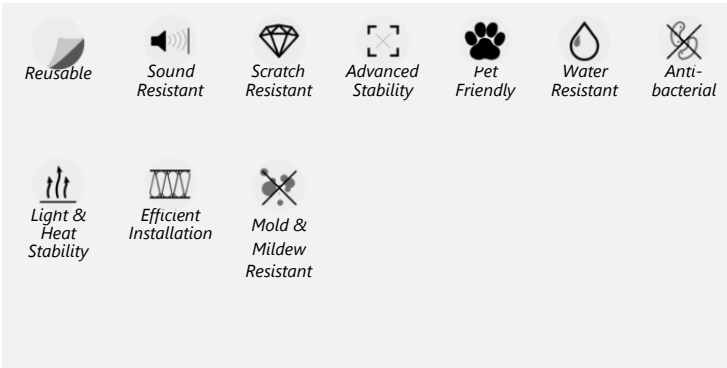 Reusable
Sound
Resistant
Scratch
Resistant
Advanced
Stability
Pet
Friendly
Water
Resistant
Anti-
bacterial
Light &
Heat
Stability
Efficient
Installation
Mold &
Mildew
Resistant